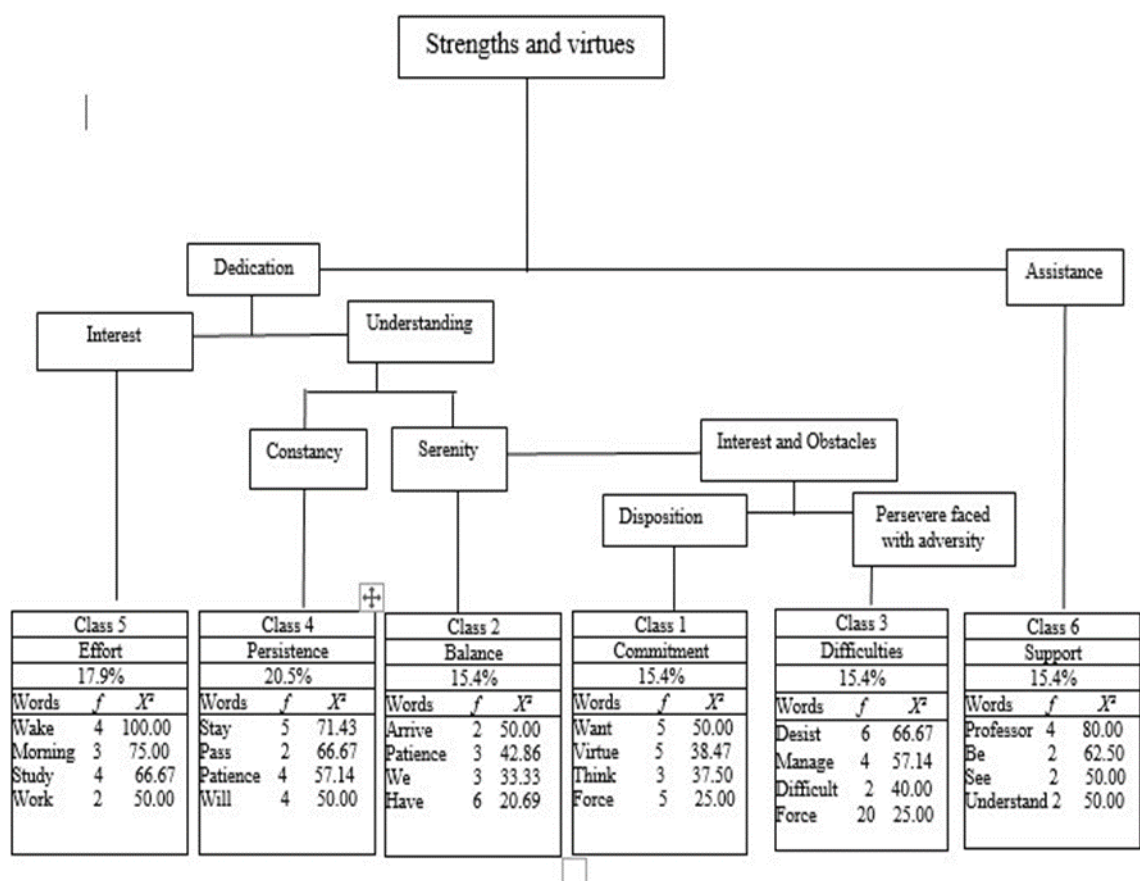 Strengths and virtues
Dedication
Assistance
Interest
Understanding
Constancy
Serenity
Interest and Obstacles
Disposition
Persevere faced
with adversity
Class 5
Effort
17.9%
Words f X²
Wake 4 100.00
Morning 3 75.00
Study 4 66.67
Work 2 50.00
Class 4
Persistence
20.5%
Words f X²
Stay 5 71.43
Pass 2 66.67
Patience 4 57.14
Will 4 50.00
Class 2
Balance
15.4%
Words f X²
Arrive 2 50.00
Patience 3 42.86
We 3 33.33
Have 6 20.69
Class 1
Commitment
15.4%
Words f X²
Want 5 50.00
Virtue 5 38.47
Think 3 37.50
Force 5 25.00
Class 3
Difficulties
15.4%
Words f X²
Desist 6 66.67
Manage 4 57.14
Difficult 2 40.00
Force 20 25.00
Class 6
Support
15.4%
Words f X²
Professor 4 80.00
Be 2 62.50
See 2 50.00
Understand 2 50.00